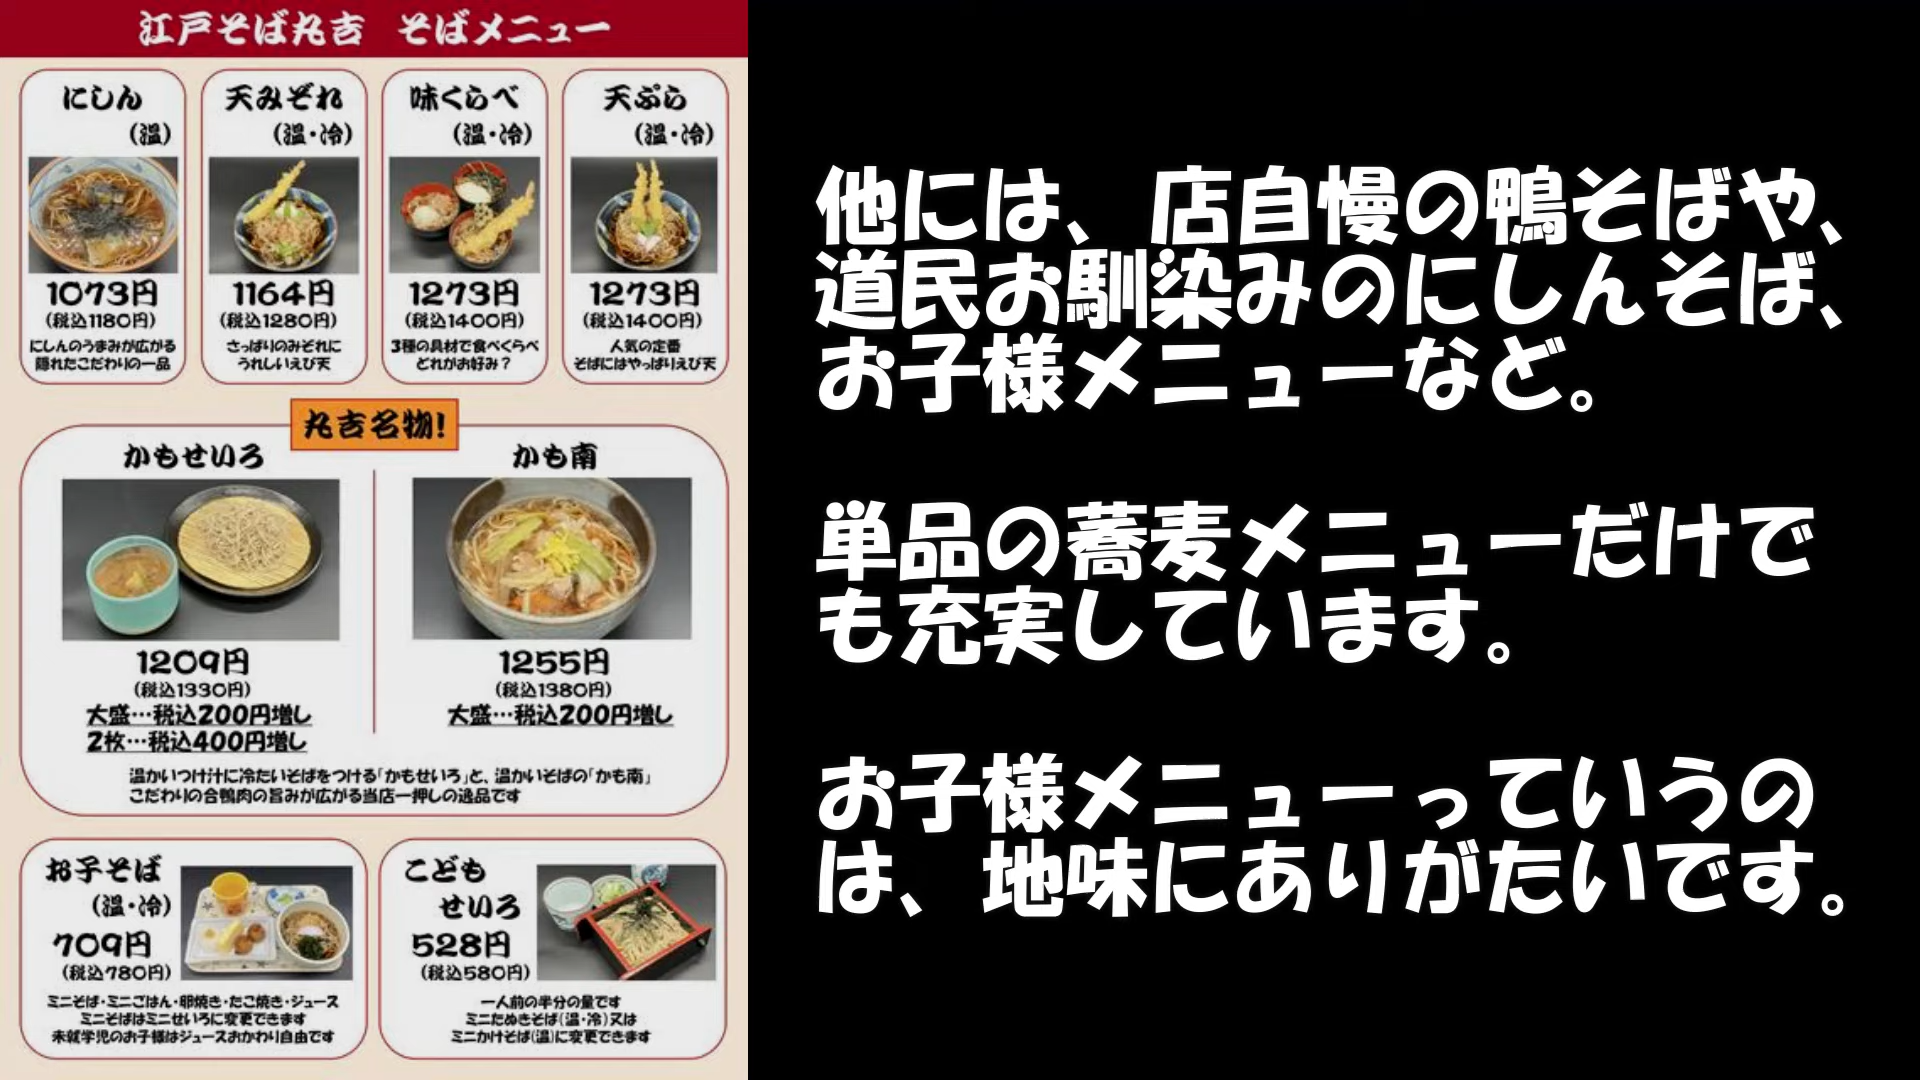 江戸そば丸吉 そばメニュー
にしん
(温)
1073円
(税込1180円)
にしんのうまみが広がる
隠れたこだわりの一品
天みぞれ
(温・冷)
1164円
(税込1280円)
さっぱりのみぞれに
うれしいえび天
味くらべ
(温・冷)
1273円
(税込1400円)
3種の具材で食べくらべ
どれがお好み?
天ぷら
(温・冷)
1273円
(税込1400円)
人気の定番
そばにはやっぱりえび天
丸吉名物!
かもせいろ
1209円
(税込1330円)
大盛…税込200円増し
2枚…税込400円増し
かも南
1255円
(税込1380円)
大盛…税込200円増し
温かいつけ汁に冷たいそばをつける「かもせいろ」と、温かいそばの「かも南」
こだわりの合鴨肉の旨みが広がる当店一押しの逸品です
お子そば
(温・冷)
709円
(税込780円)
ミニそば・ミニごはん・卵焼き・たこ焼き・ジュース
ミニそばはミニせいろに変更できます
未就学児のお子様はジュースおかわり自由です
こども
せいろ
528円
(税込580円)
一人前の半分の量です
ミニたぬきそば(温・冷)又は
ミニかけそば(温)に変更できます
他には、店自慢の鴨そばや、
道民お馴染みのにしんそば、
お子様メニューなど。
単品の蕎麦メニューだけで
も充実しています。
お子様メニューっていうの
は、地味にありがたいです。